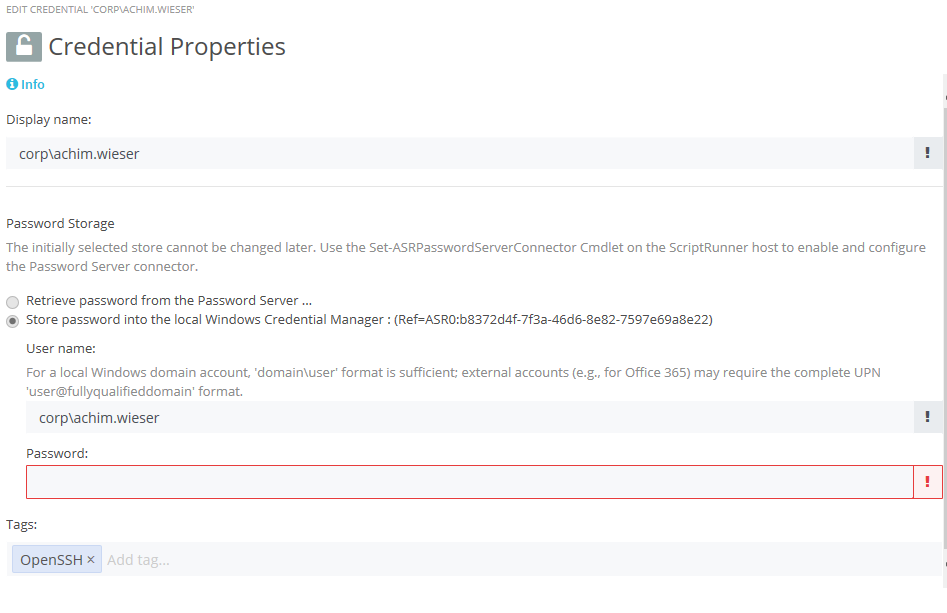 EDIT CREDENTIAL 'CORP\ACHIM.WIESER'
Credential Properties
Info
Display name:
corp\achim.wieser
!
Password Storage
The initially selected store cannot be changed later. Use the Set-ASRPasswordServerConnector Cmdlet on the ScriptRunner host to enable and configure
the Password Server connector.
Retrieve password from the Password Server ...
Store password into the local Windows Credential Manager : (Ref=ASR0:b8372d4f-7f3a-46d6-8e82-7597e69a8e22)
User name:
For a local Windows domain account, 'domain\user' format is sufficient; external accounts (e.g., for Office 365) may require the complete UPN
'user@fullyqualifieddomain' format.
corp\achim.wieser
!
Password:
!
Tags:
OpenSSH × Add tag...